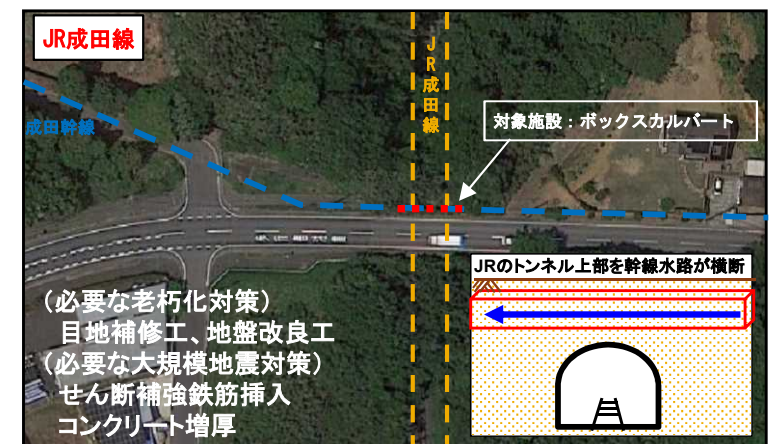 JR成田線
JR成田線
成田幹線
対象施設：ボックスカルバート
JRのトンネル上部を幹線水路が横断
（必要な老朽化対策）
目地補修工、地盤改良工
（必要な大規模地震対策）
せん断補強鉄筋挿入
コンクリート増厚